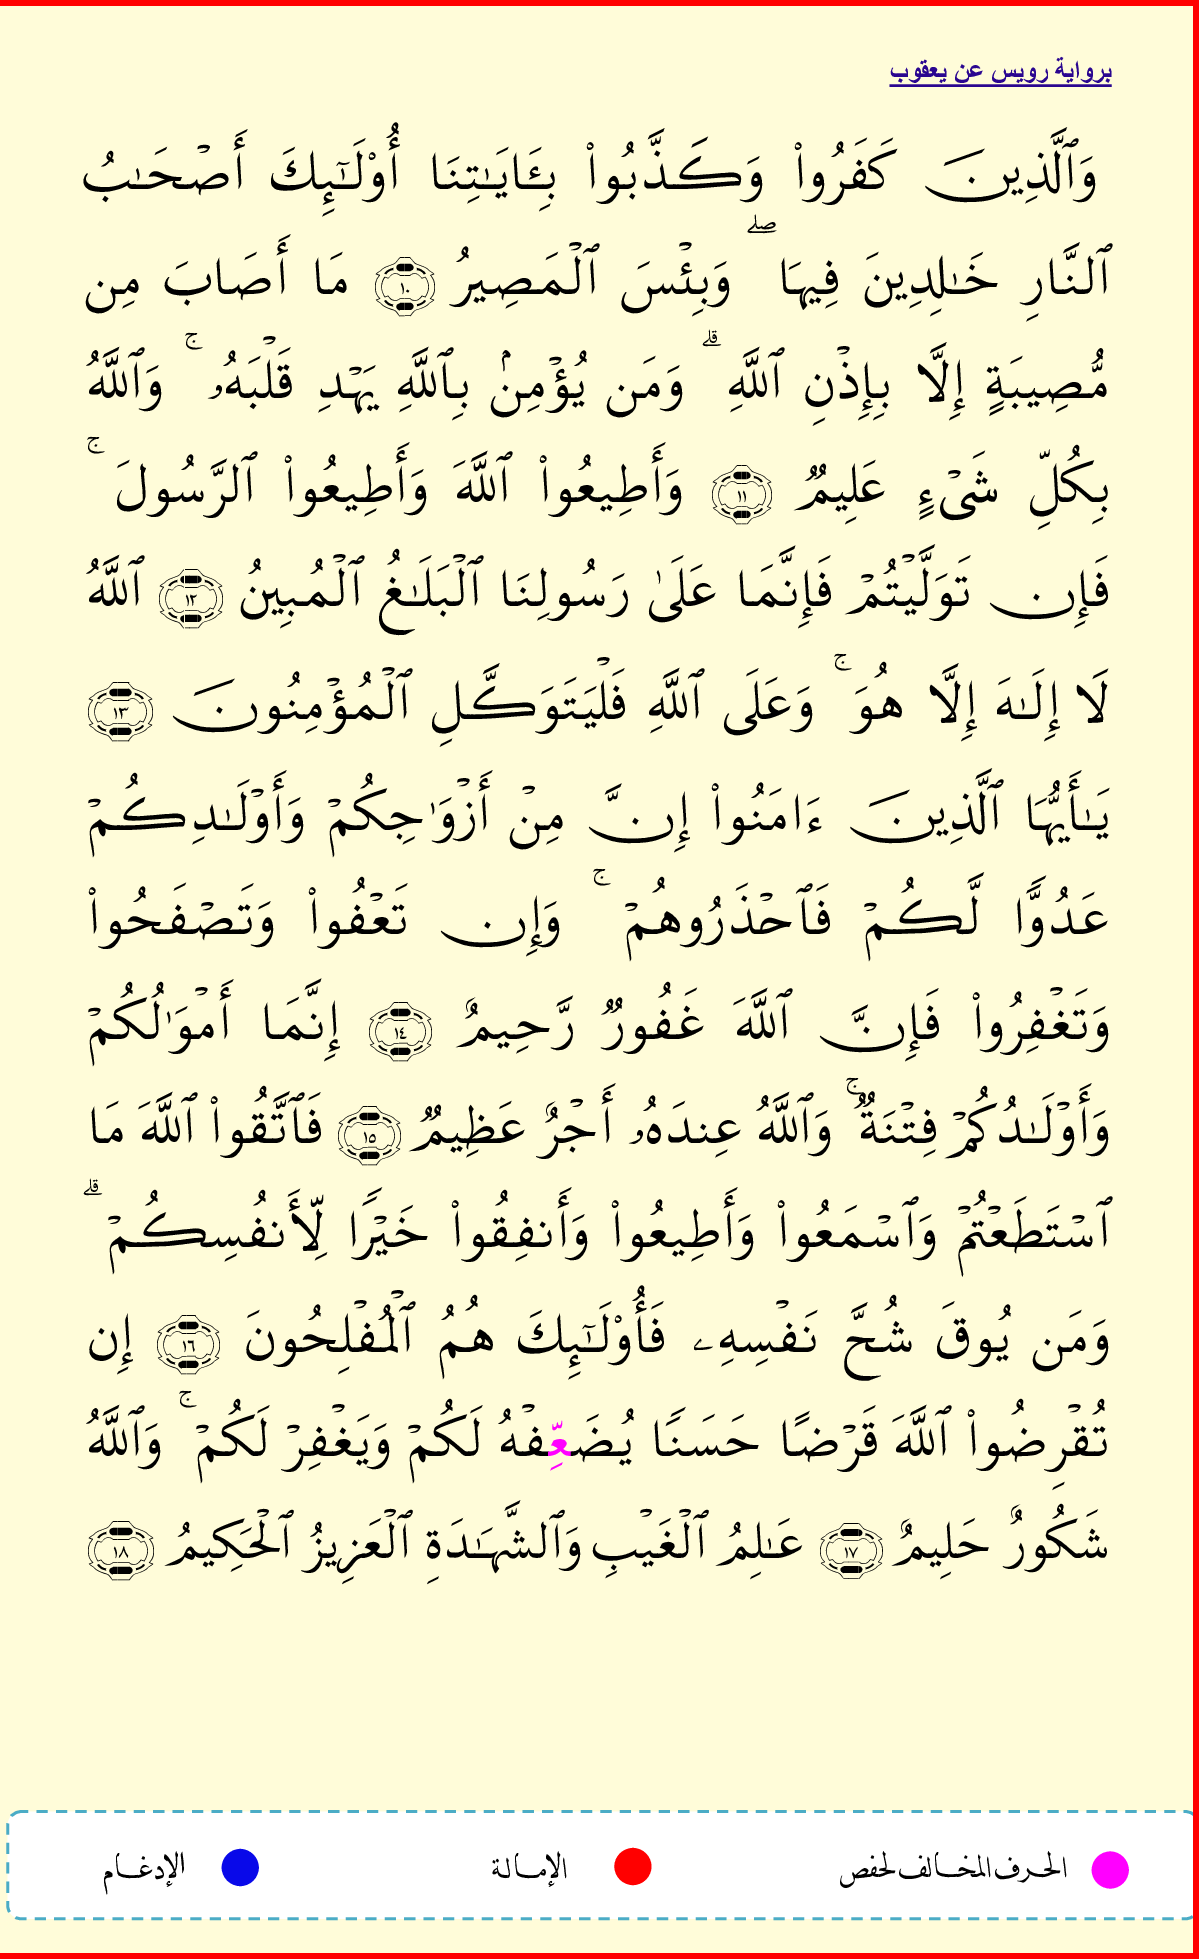 برواية رويس عن يعقوب
وَٱلَّذِينَ كَفَرُوا۟ وَكَذَّبُوا۟ بِـَٔايَـٰتِنَا أُو۟لَـٰٓئِكَ أَصْحَـٰبُ
ٱلنَّارِ خَـٰلِدِينَ فِيهَا ۖ وَبِئْسَ ٱلْمَصِيرُ ١٠ مَا أَصَابَ مِن
مُّصِيبَةٍ إِلَّا بِإِذْنِ ٱللَّهِ ۗ وَمَن يُؤْمِنۢ بِٱللَّهِ يَهْدِ قَلْبَهُۥ ۚ وَٱللَّهُ
بِكُلِّ شَىْءٍ عَلِيمٌ ١١ وَأَطِيعُوا۟ ٱللَّهَ وَأَطِيعُوا۟ ٱلرَّسُولَ ۚ
فَإِن تَوَلَّيْتُمْ فَإِنَّمَا عَلَىٰ رَسُولِنَا ٱلْبَلَـٰغُ ٱلْمُبِينُ ١٢ ٱللَّهُ
لَا إِلَـٰهَ إِلَّا هُوَ ۚ وَعَلَى ٱللَّهِ فَلْيَتَوَكَّلِ ٱلْمُؤْمِنُونَ ١٣
يَـٰأَيُّهَا ٱلَّذِينَ ءَامَنُوا۟ إِنَّ مِنْ أَزْوَٰجِكُمْ وَأَوْلَـٰدِكُمْ
عَدُوًّا لَّكُمْ فَٱحْذَرُوهُمْ ۚ وَإِن تَعْفُوا۟ وَتَصْفَحُوا۟
وَتَغْفِرُوا۟ فَإِنَّ ٱللَّهَ غَفُورٌ رَّحِيمٌ ١٤ إِنَّمَا أَمْوَٰلُكُمْ
وَأَوْلَـٰدُكُمْ فِتْنَةٌ ۚ وَٱللَّهُ عِندَهُۥ أَجْرٌ عَظِيمٌ ١٥ فَٱتَّقُوا۟ ٱللَّهَ مَا
ٱسْتَطَعْتُمْ وَٱسْمَعُوا۟ وَأَطِيعُوا۟ وَأَنفِقُوا۟ خَيْرًا لِّأَنفُسِكُمْ ۗ
وَمَن يُوقَ شُحَّ نَفْسِهِۦ فَأُو۟لَـٰٓئِكَ هُمُ ٱلْمُفْلِحُونَ ١٦ إِن
تُقْرِضُوا۟ ٱللَّهَ قَرْضًا حَسَنًا يُضَعِّفْهُ لَكُمْ وَيَغْفِرْ لَكُمْ ۚ وَٱللَّهُ
شَكُورٌ حَلِيمٌ ١٧ عَـٰلِمُ ٱلْغَيْبِ وَٱلشَّهَـٰدَةِ ٱلْعَزِيزُ ٱلْحَكِيمُ ١٨
الحرف المخالف لحفص الإمالة الإدغام